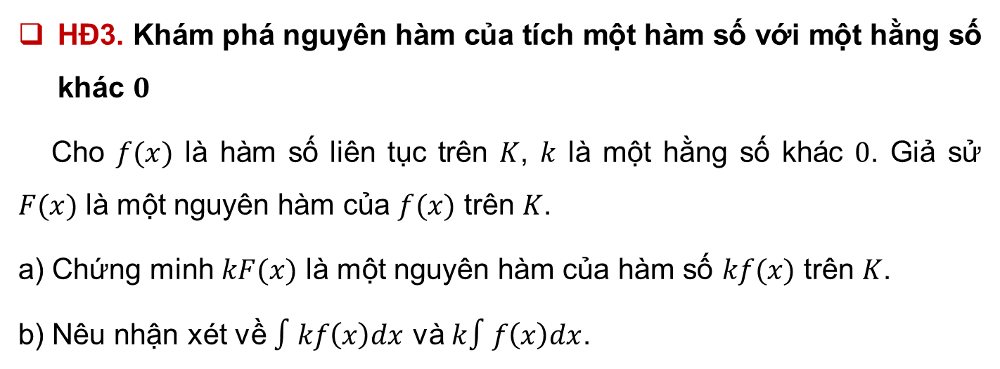 ❑ HĐ3. Khám phá nguyên hàm của tích một hàm số với một hằng số
khác 0
Cho f(x) là hàm số liên tục trên K, k là một hằng số khác 0. Giả sử
F(x) là một nguyên hàm của f(x) trên K.
a) Chứng minh kF(x) là một nguyên hàm của hàm số kf(x) trên K.
b) Nêu nhận xét về ∫ kf(x)dx và k∫ f(x)dx.